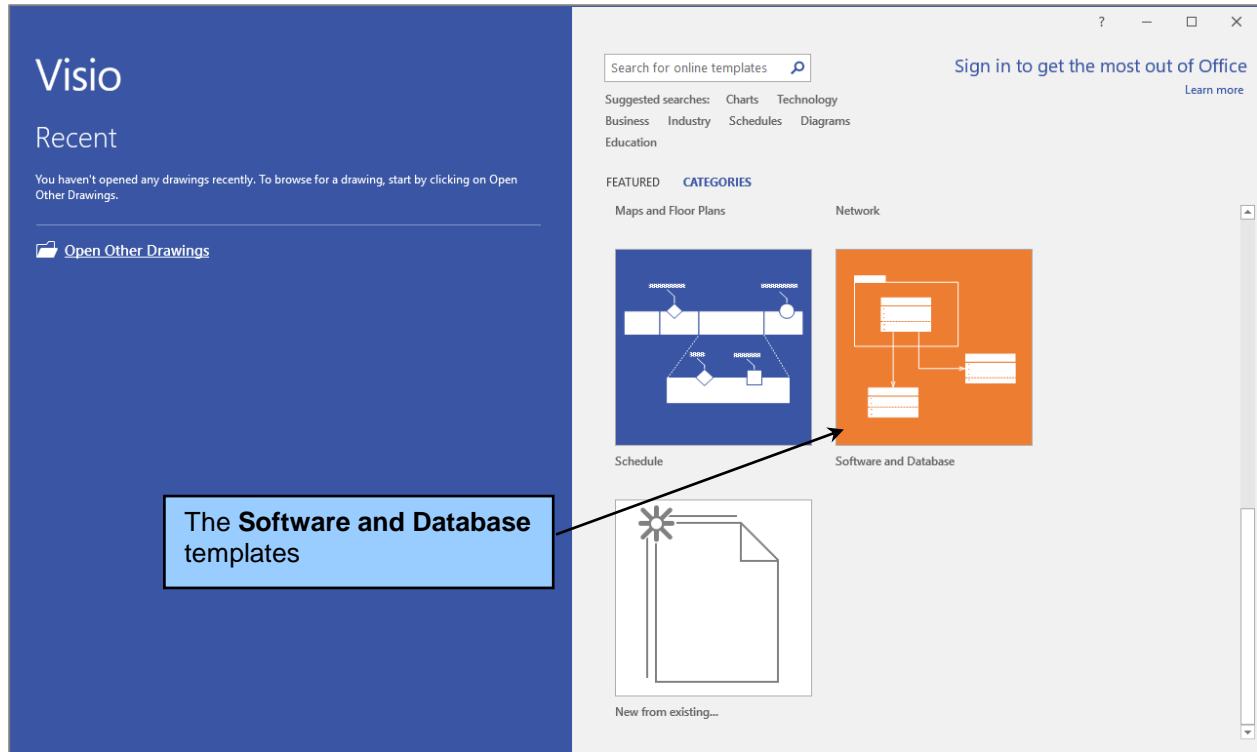 ?
Visio
Search for online templates
Sign in to get the most out of Office
Learn more
Suggested searches: Charts Technology
Business Industry Schedules Diagrams
Education
Recent
You haven't opened any drawings recently. To browse for a drawing, start by clicking on Open
Other Drawings.
Open Other Drawings
FEATURED CATEGORIES
Maps and Floor Plans Network
Schedule Software and Database
The Software and Database
templates
New from existing...